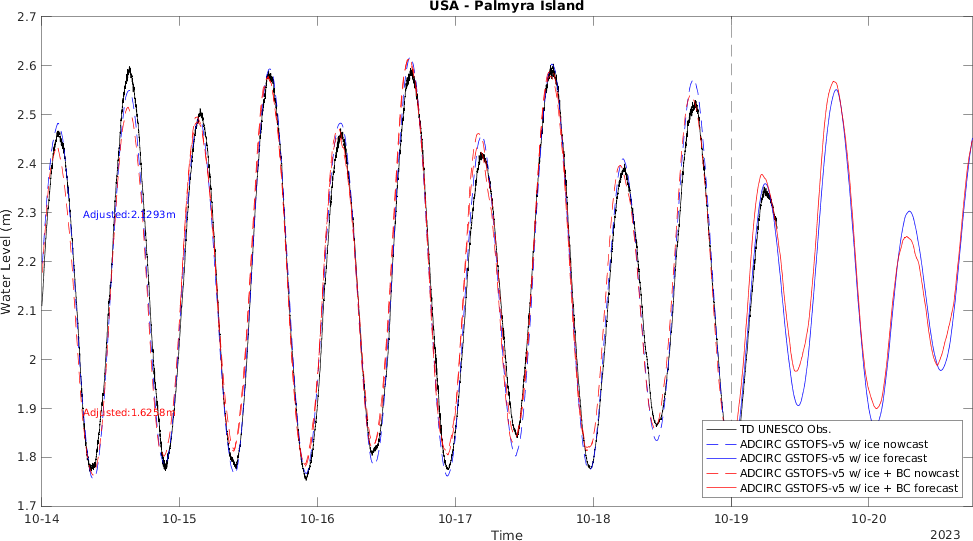 USA - Palmyra Island
2.7
2.6
2.5
2.4
2.3
2.2
2.1
2
1.9
1.8
1.7
Water Level (m)
Adjusted:2.1293m
Adjusted:1.6258m
TD UNESCO Obs.
ADCIRC GSTOFS-v5 w/ ice nowcast
ADCIRC GSTOFS-v5 w/ ice forecast
ADCIRC GSTOFS-v5 w/ ice + BC nowcast
ADCIRC GSTOFS-v5 w/ ice + BC forecast
10-14
10-15
10-16
10-17
10-18
10-19
10-20
Time
2023